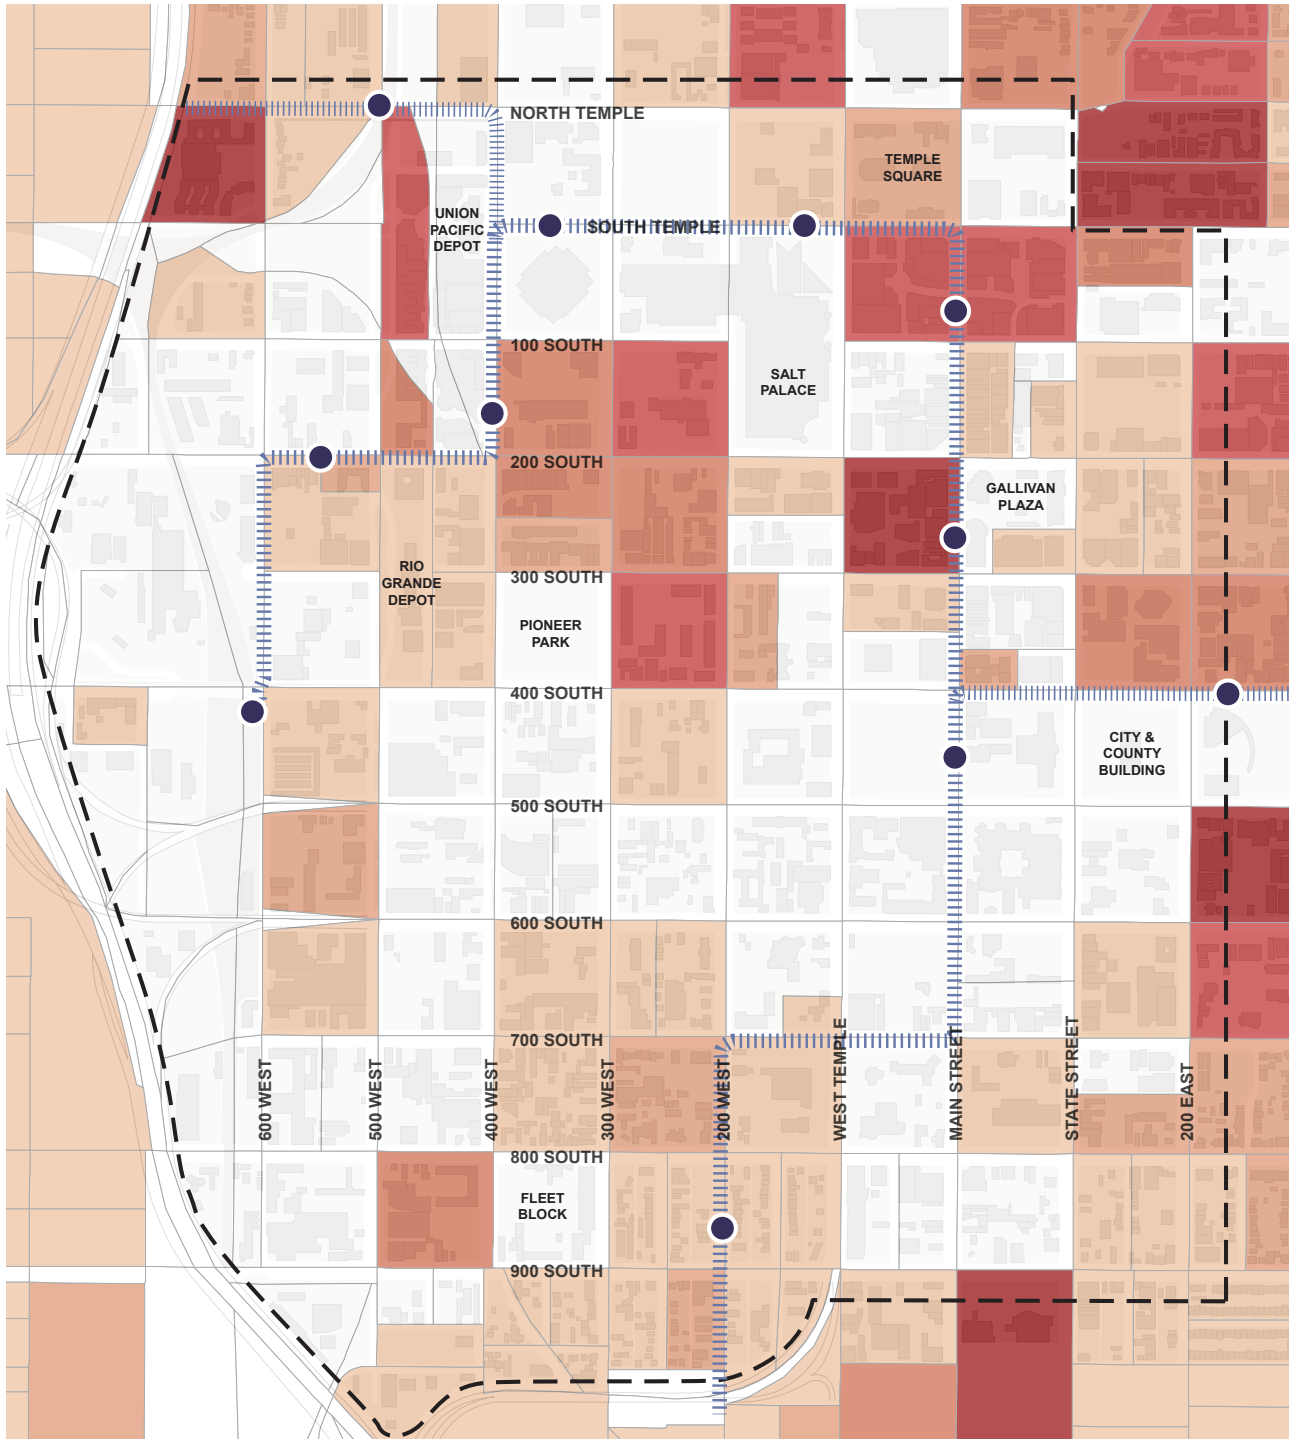 NORTH TEMPLE
TEMPLE
SQUARE
UNION
PACIFIC
DEPOT
SOUTH TEMPLE
100 SOUTH
SALT
PALACE
200 SOUTH
GALLIVAN
PLAZA
RIO
GRANDE
DEPOT
300 SOUTH
PIONEER
PARK
400 SOUTH
CITY &
COUNTY
BUILDING
500 SOUTH
600 SOUTH
700 SOUTH
600 WEST
500 WEST
400 WEST
300 WEST
200 WEST
WEST TEMPLE
MAIN STREET
STATE STREET
200 EAST
800 SOUTH
FLEET
BLOCK
900 SOUTH